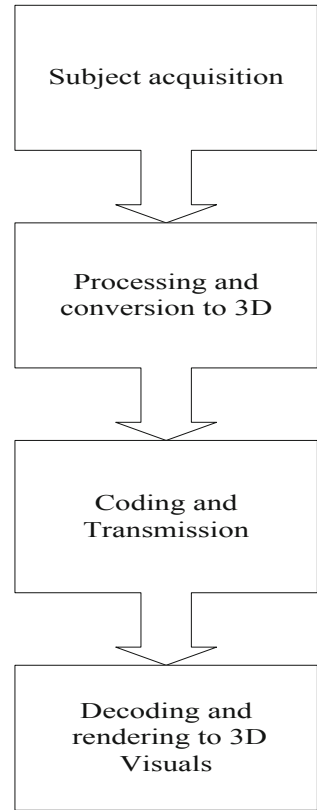 Subject acquisition
Processing and
conversion to 3D
Coding and
Transmission
Decoding and
rendering to 3D
Visuals